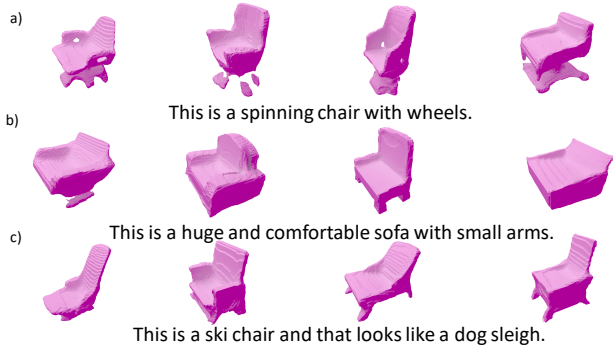 a)
This is a spinning chair with wheels.
b)
This is a huge and comfortable sofa with small arms.
c)
This is a ski chair and that looks like a dog sleigh.